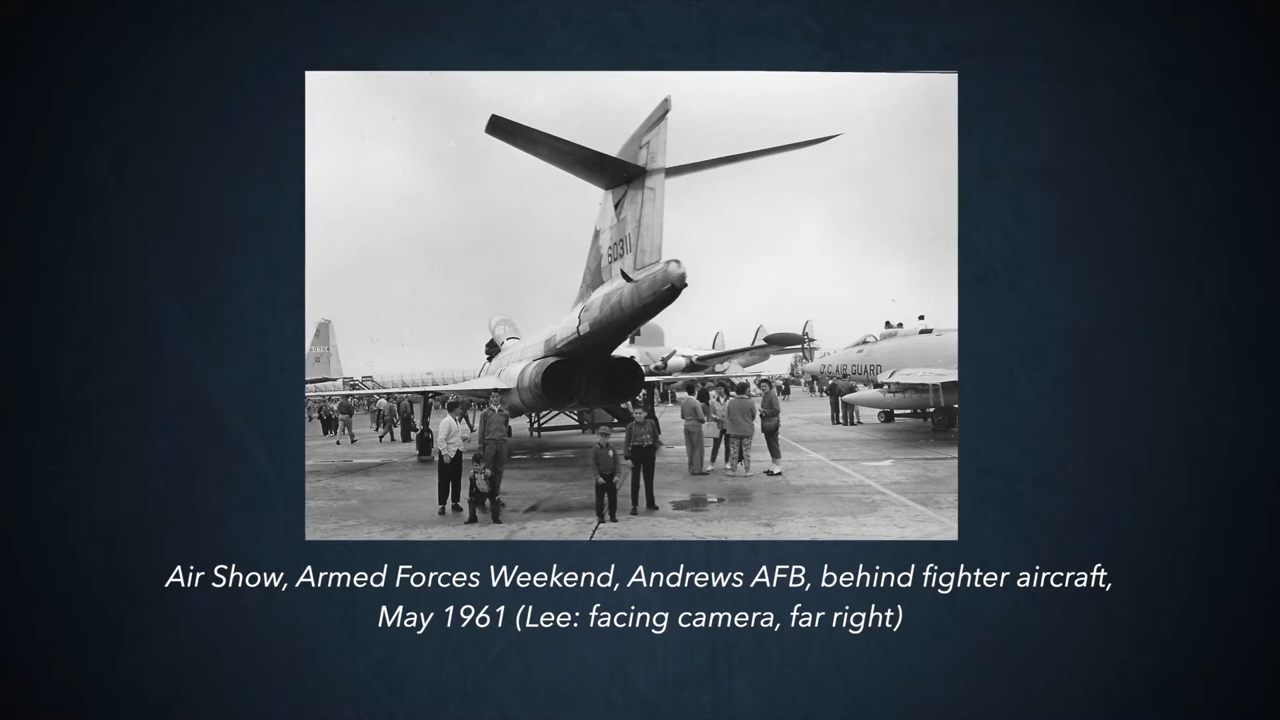 60311
D.C. AIR GUARD
Air Show, Armed Forces Weekend, Andrews AFB, behind fighter aircraft,
May 1961 (Lee: facing camera, far right)